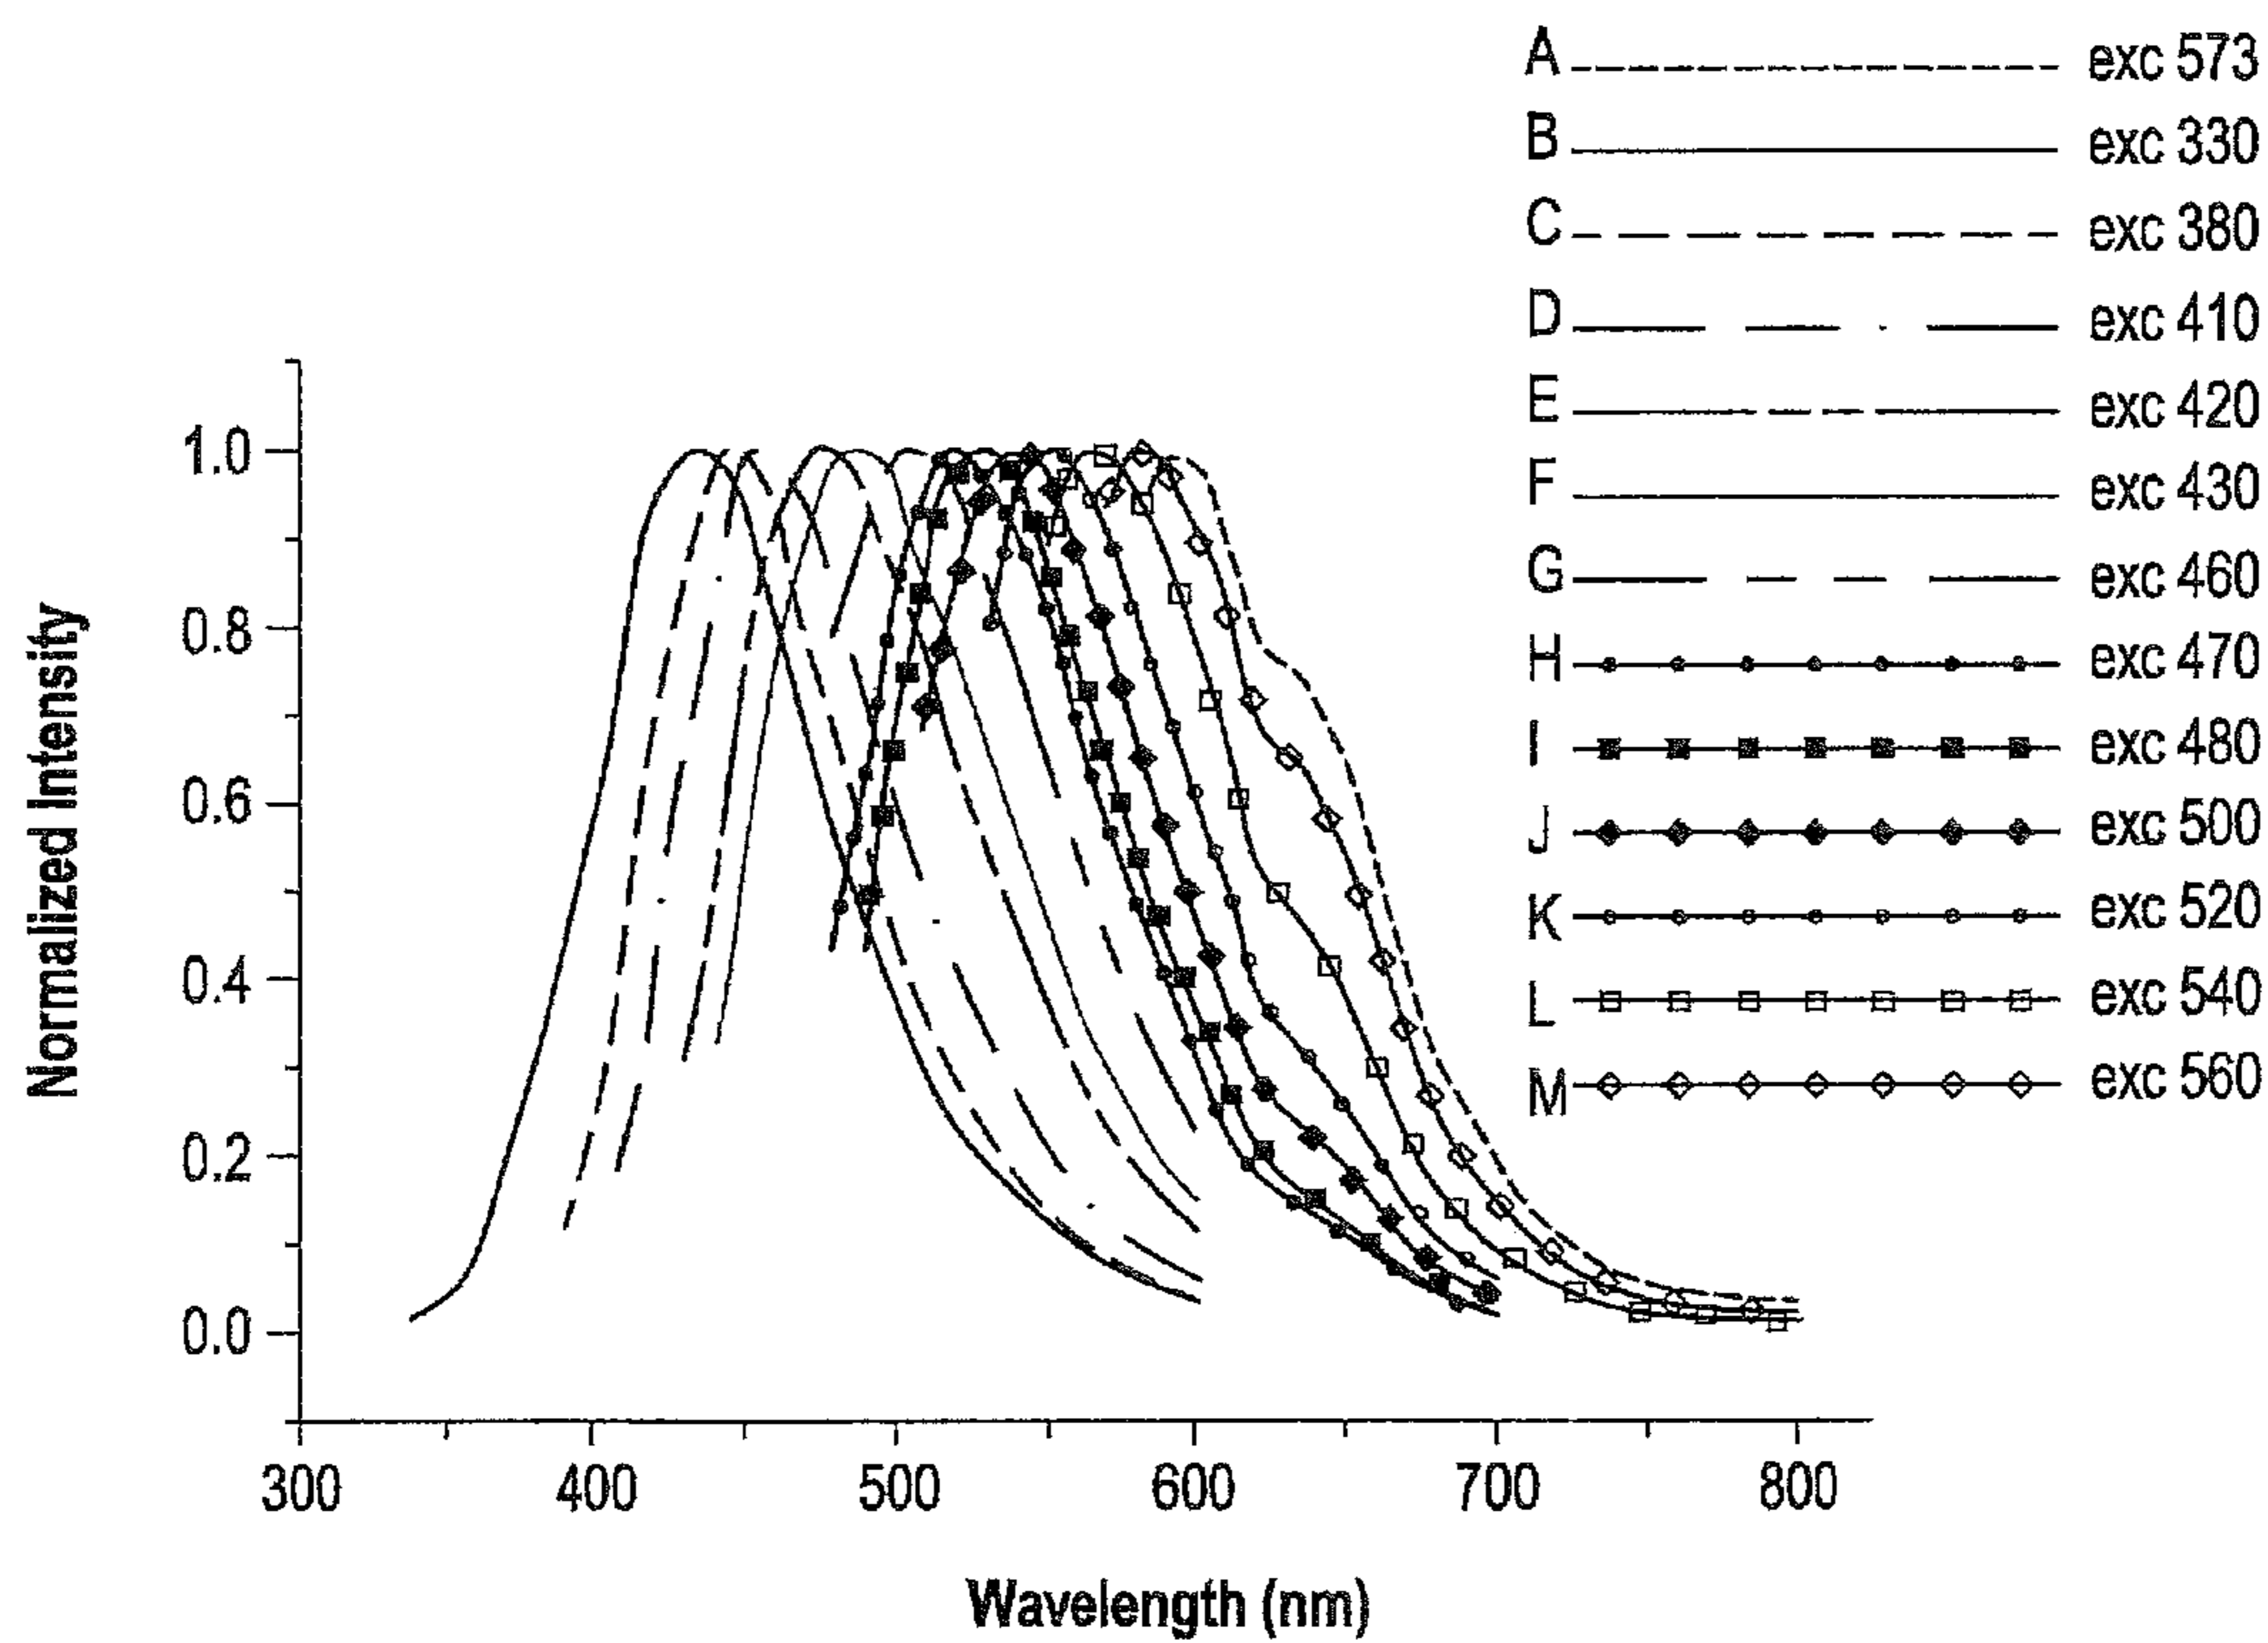 A exc 573
B exc 330
C exc 380
D exc 410
E exc 420
F exc 430
G exc 460
H exc 470
I exc 480
J exc 500
K exc 520
L exc 540
M exc 560
Normalized Intensity
1.0
0.8
0.6
0.4
0.2
0.0
300 400 500 600 700 800
Wavelength (nm)